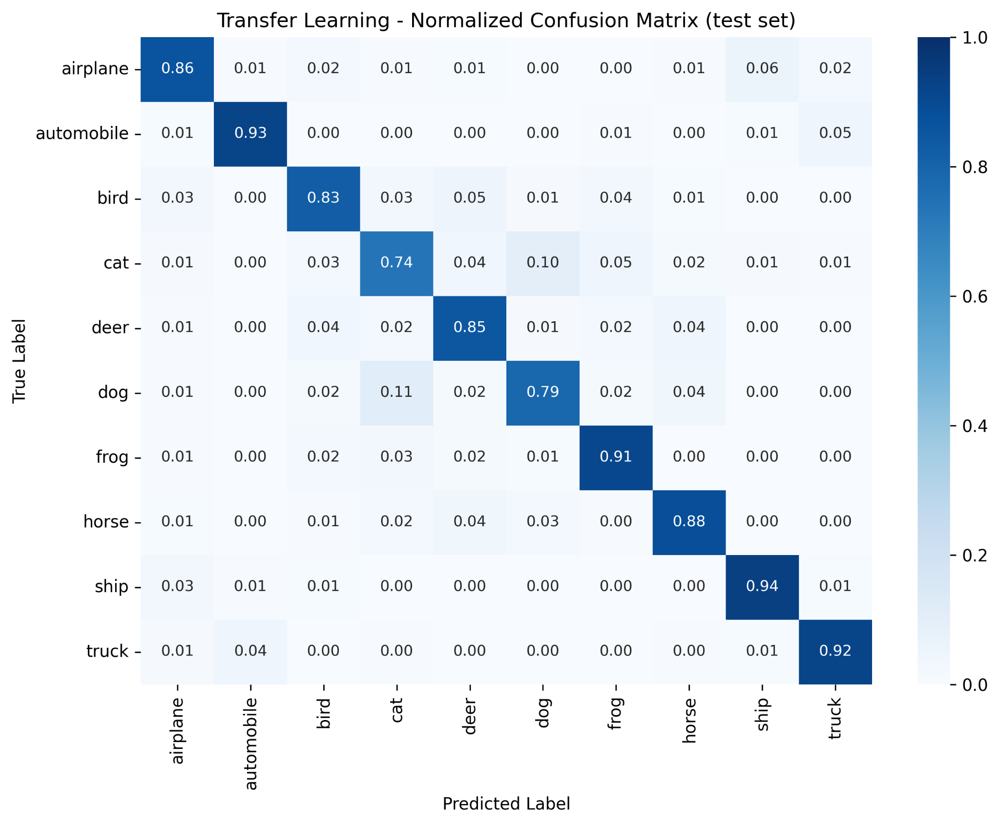 Transfer Learning - Normalized Confusion Matrix (test set)
airplane 0.86 0.01 0.02 0.01 0.01 0.00 0.00 0.01 0.06 0.02
automobile 0.01 0.93 0.00 0.00 0.00 0.00 0.01 0.00 0.01 0.05
bird 0.03 0.00 0.83 0.03 0.05 0.01 0.04 0.01 0.00 0.00
cat 0.01 0.00 0.03 0.74 0.04 0.10 0.05 0.02 0.01 0.01
deer 0.01 0.00 0.04 0.02 0.85 0.01 0.02 0.04 0.00 0.00
dog 0.01 0.00 0.02 0.11 0.02 0.79 0.02 0.04 0.00 0.00
frog 0.01 0.00 0.02 0.03 0.02 0.01 0.91 0.00 0.00 0.00
horse 0.01 0.00 0.01 0.02 0.04 0.03 0.00 0.88 0.00 0.00
ship 0.03 0.01 0.01 0.00 0.00 0.00 0.00 0.00 0.94 0.01
truck 0.01 0.04 0.00 0.00 0.00 0.00 0.00 0.00 0.01 0.92
airplane automobile bird cat deer dog frog horse ship truck
Predicted Label
True Label
1.0
0.8
0.6
0.4
0.2
0.0